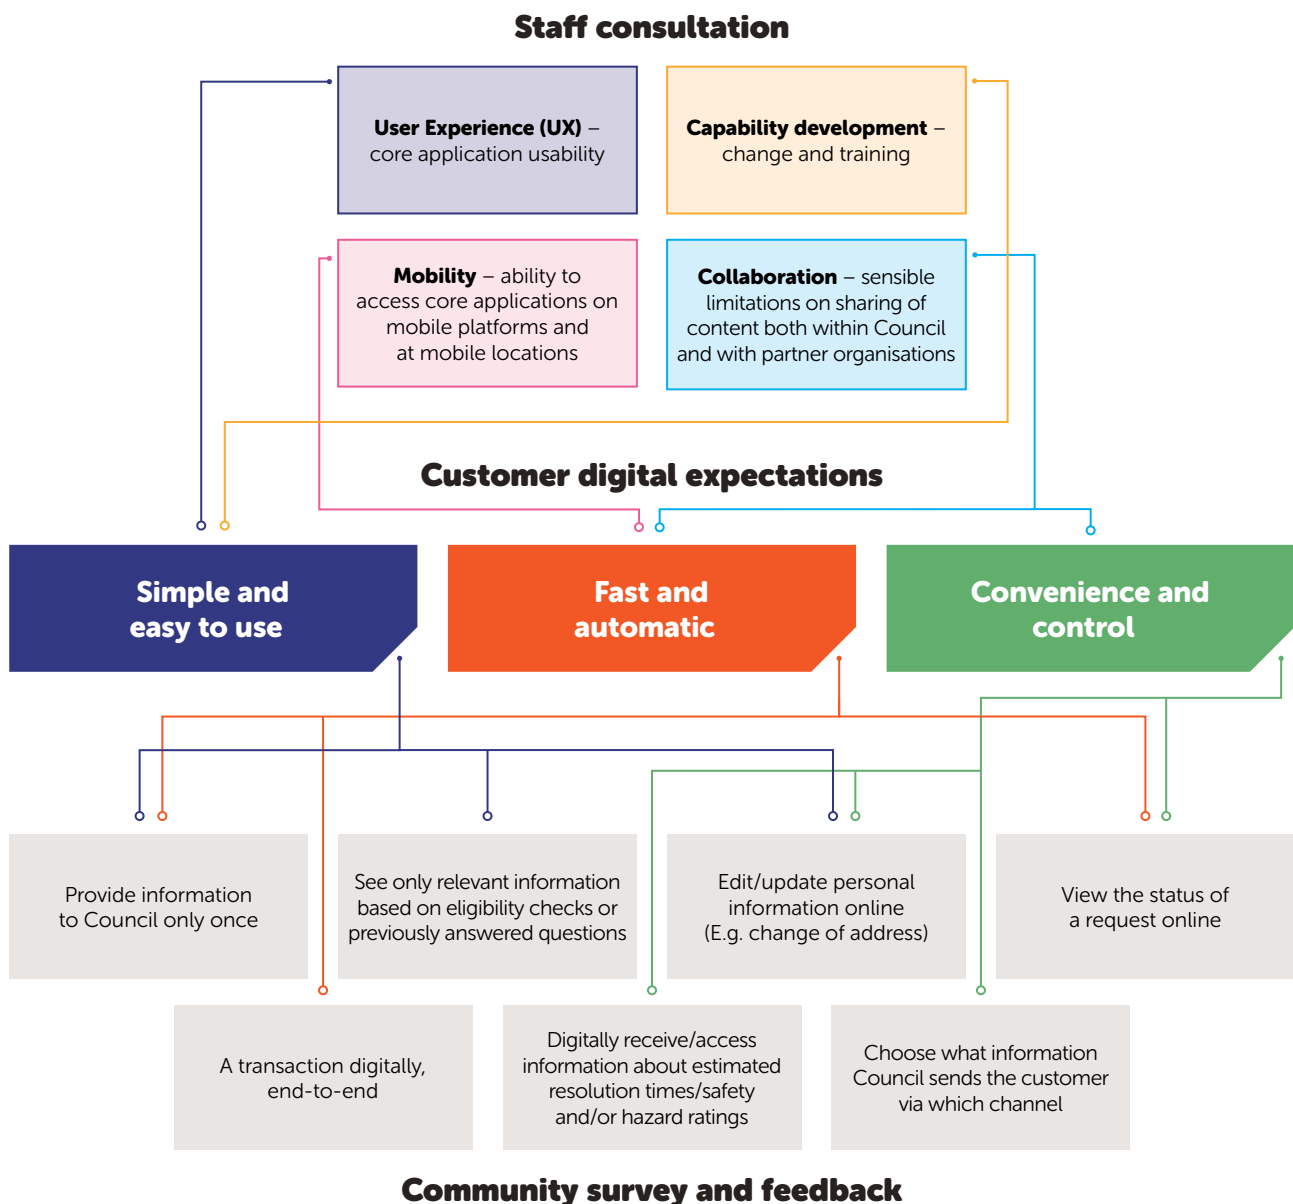 Staff consultation
User Experience (UX) –
core application usability
Capability development –
change and training
Mobility – ability to
access core applications on
mobile platforms and
at mobile locations
Collaboration – sensible
limitations on sharing of
content both within Council
and with partner organisations
Customer digital expectations
Simple and
easy to use
Fast and
automatic
Convenience and
control
Provide information
to Council only once
See only relevant information
based on eligibility checks or
previously answered questions
Edit/update personal
information online
(E.g. change of address)
View the status of
a request online
A transaction digitally,
end-to-end
Digitally receive/access
information about estimated
resolution times/safety
and/or hazard ratings
Choose what information
Council sends the customer
via which channel
Community survey and feedback